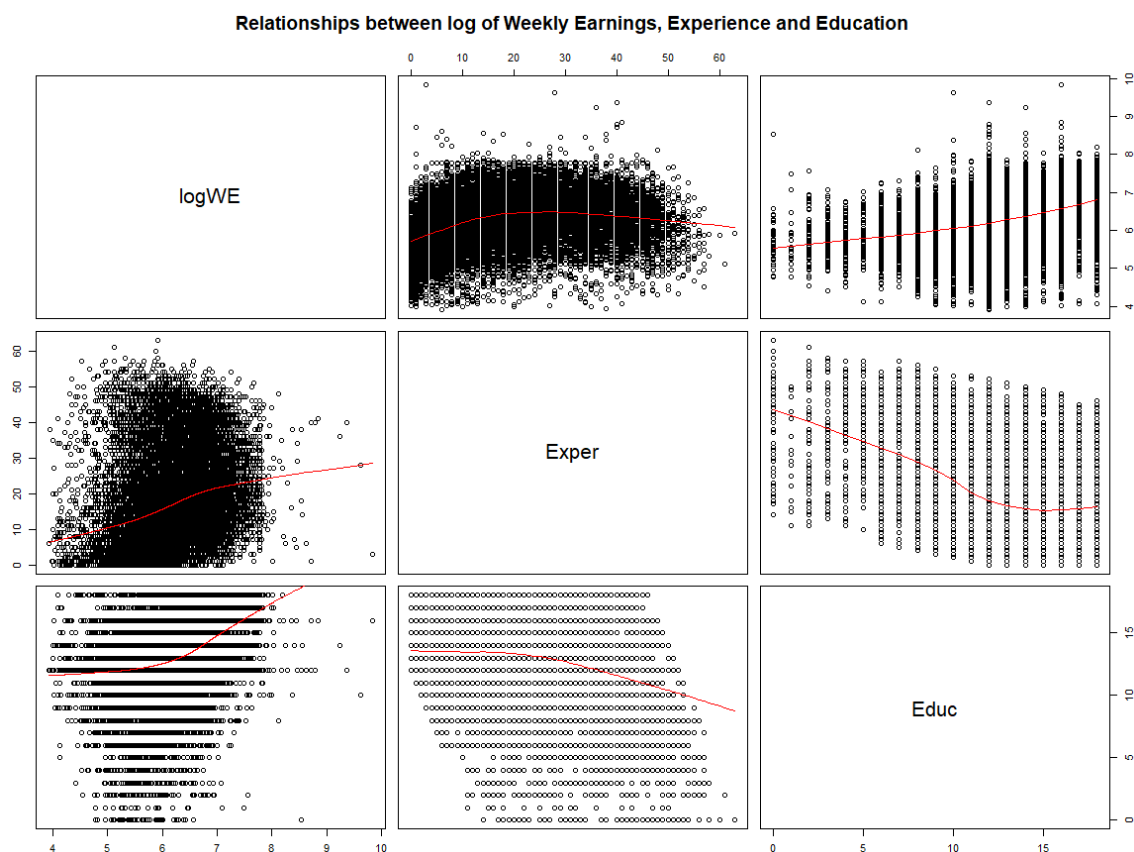 Relationships between log of Weekly Earnings, Experience and Education
0 10 20 30 40 50 60
logWE
4 5 6 7 8 9 10
0 10 20 30 40 50 60
Exper
Educ
0 5 10 15
4 5 6 7 8 9 10
0 5 10 15